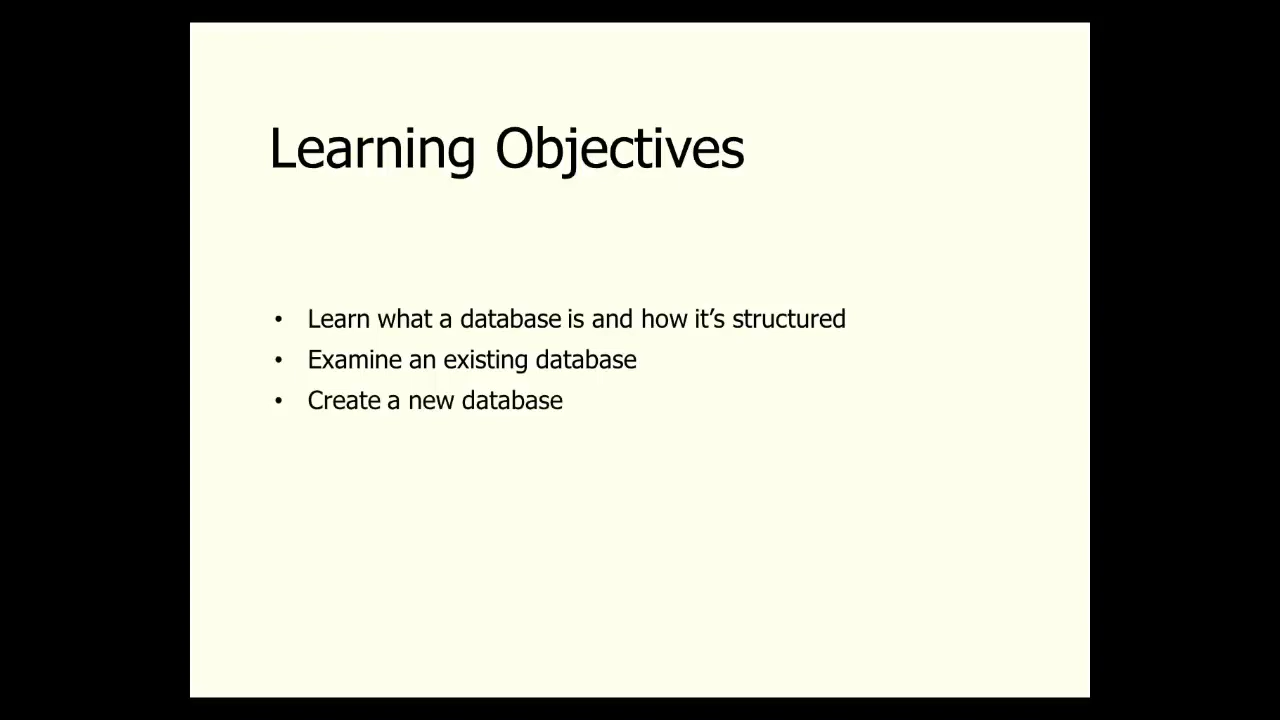 Learning Objectives
• Learn what a database is and how it’s structured
• Examine an existing database
• Create a new database